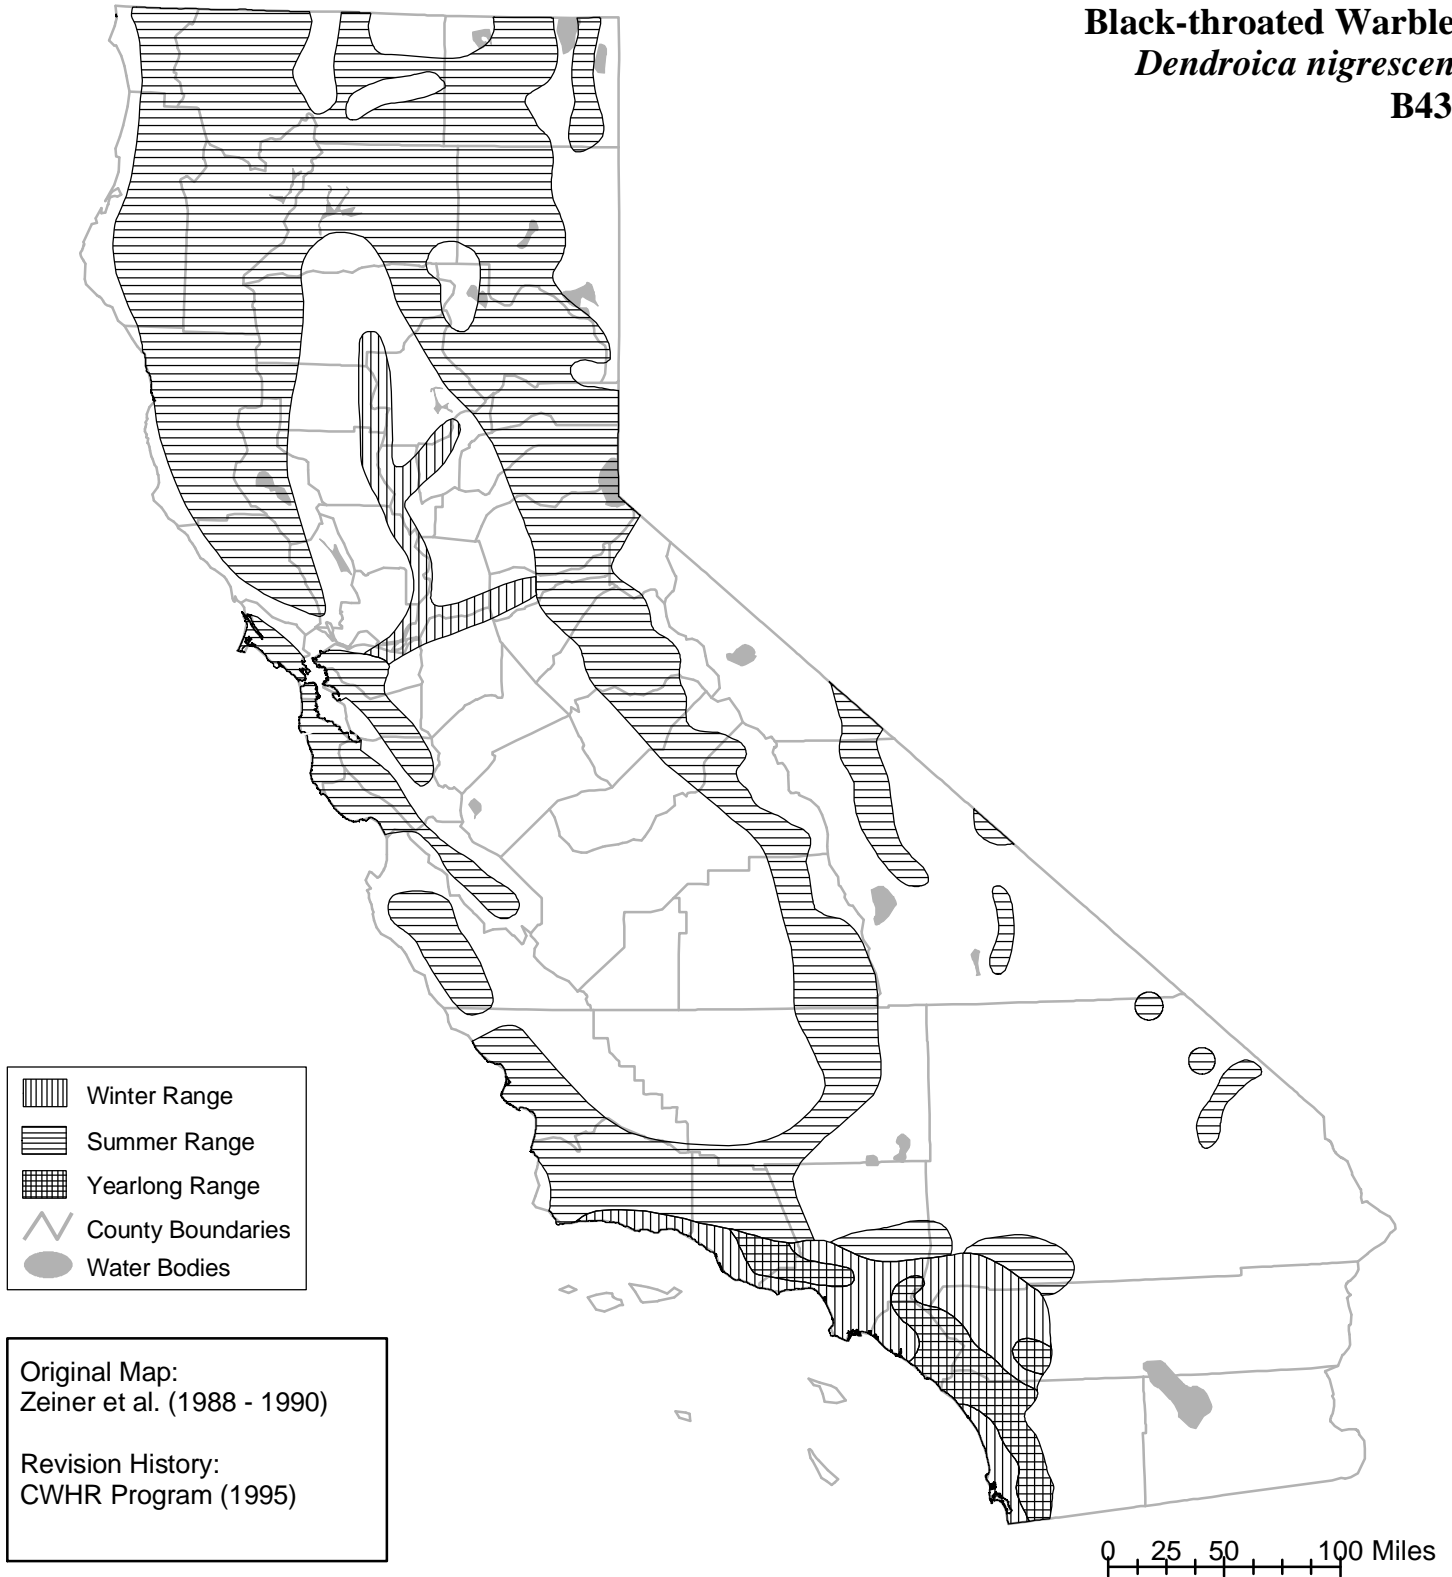 Black-throated Warble
Dendroica nigrescen
B43
Winter Range
Summer Range
Yearlong Range
County Boundaries
Water Bodies
Original Map:
Zeiner et al. (1988 - 1990)
Revision History:
CWHR Program (1995)
0 25 50 100 Miles